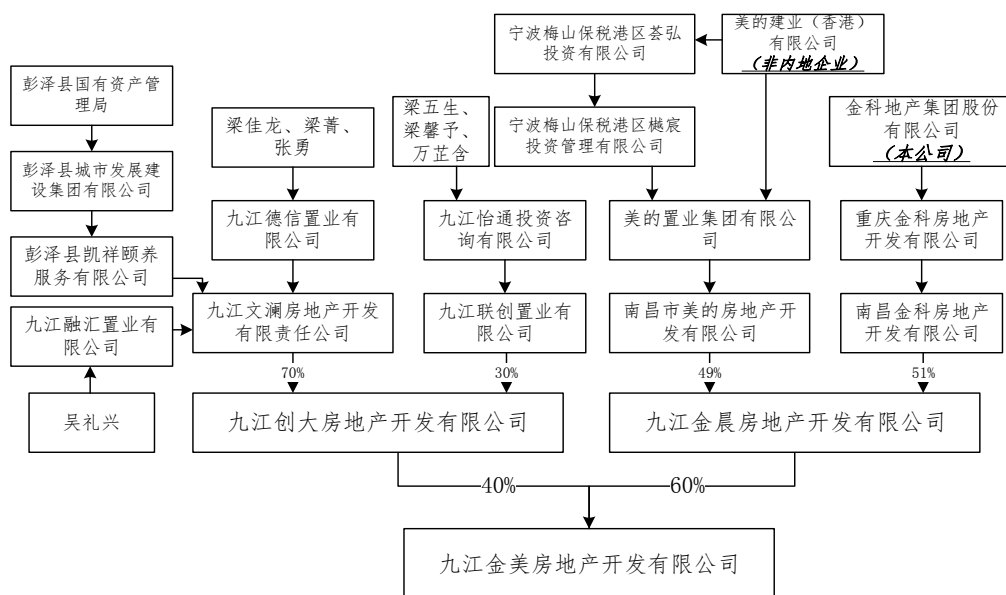 宁波梅山保税港区荟弘
投资有限公司
美的建业（香港）
有限公司
（非内地企业）
彭泽县国有资产管
理局
梁佳龙、梁菁、
张勇
梁五生、
梁馨予、
万芷含
宁波梅山保税港区樾宸
投资管理有限公司
金科地产集团股份
有限公司
（本公司）
彭泽县城市发展建
设集团有限公司
九江德信置业有
限公司
九江怡通投资咨
询有限公司
美的置业集团有限公
司
重庆金科房地产
开发有限公司
彭泽县凯祥颐养
服务有限公司
九江融汇置业有
限公司
九江文澜房地产开发
有限责任公司
九江联创置业有
限公司
南昌市美的房地产开
发有限公司
南昌金科房地产
开发有限公司
70%
30%
49%
51%
吴礼兴
九江创大房地产开发有限公司
九江金晨房地产开发有限公司
40%
60%
九江金美房地产开发有限公司